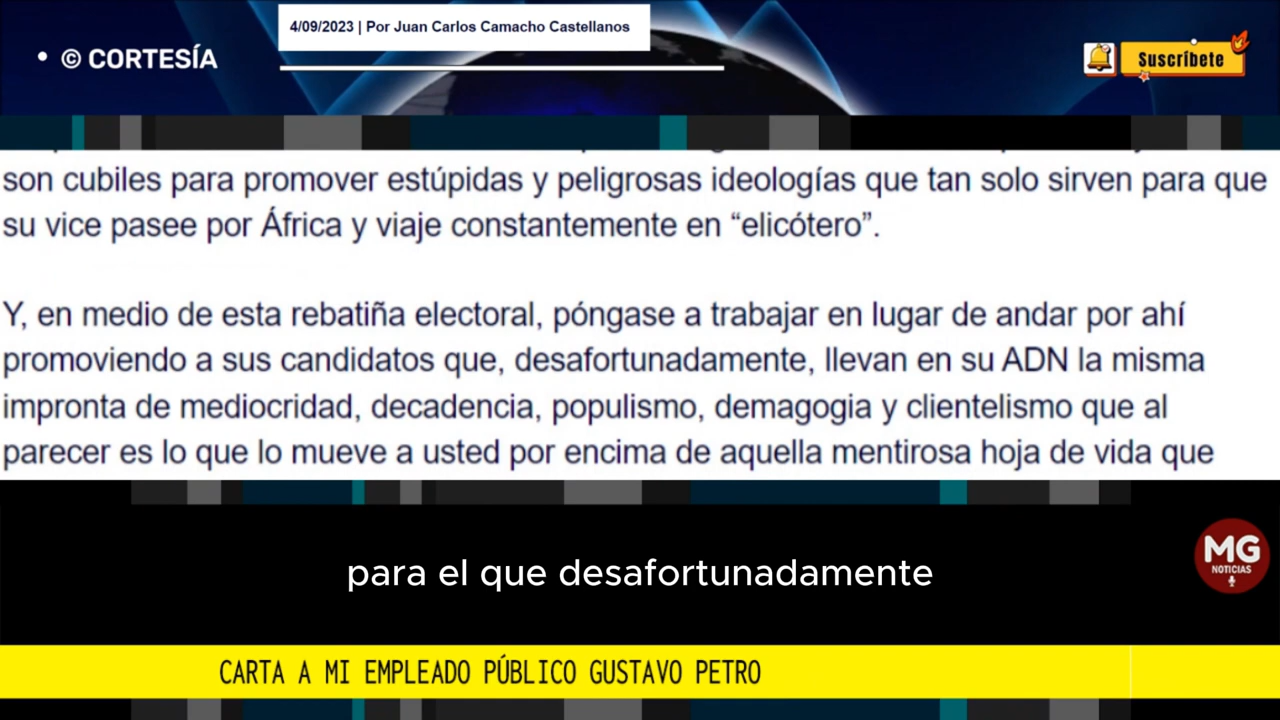 4/09/2023 | Por Juan Carlos Camacho Castellanos
• © CORTESÍA
Suscríbete
son cubiles para promover estúpidas y peligrosas ideologías que tan solo sirven para que
su vice pasee por África y viaje constantemente en “elicótero”.
Y, en medio de esta rebatiña electoral, póngase a trabajar en lugar de andar por ahí
promoviendo a sus candidatos que, desafortunadamente, llevan en su ADN la misma
impronta de mediocridad, decadencia, populismo, demagogia y clientelismo que al
parecer es lo que lo mueve a usted por encima de aquella mentirosa hoja de vida que
para el que desafortunadamente
MG
NOTICIAS
CARTA A MI EMPLEADO PÚBLICO GUSTAVO PETRO